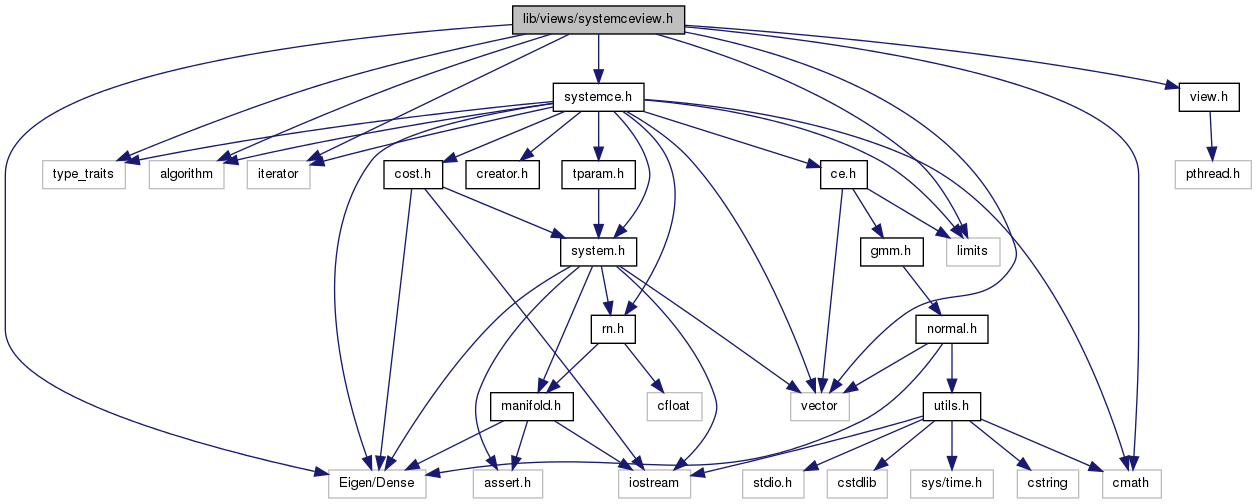 lib/views/systemceview.h
systemce.h
view.h
type_traits
algorithm
iterator
cost.h
creator.h
tparam.h
ce.h
pthread.h
system.h
gmm.h
limits
rn.h
normal.h
manifold.h
cfloat
vector
utils.h
Eigen/Dense
assert.h
iostream
stdio.h
cstdlib
sys/time.h
cstring
cmath